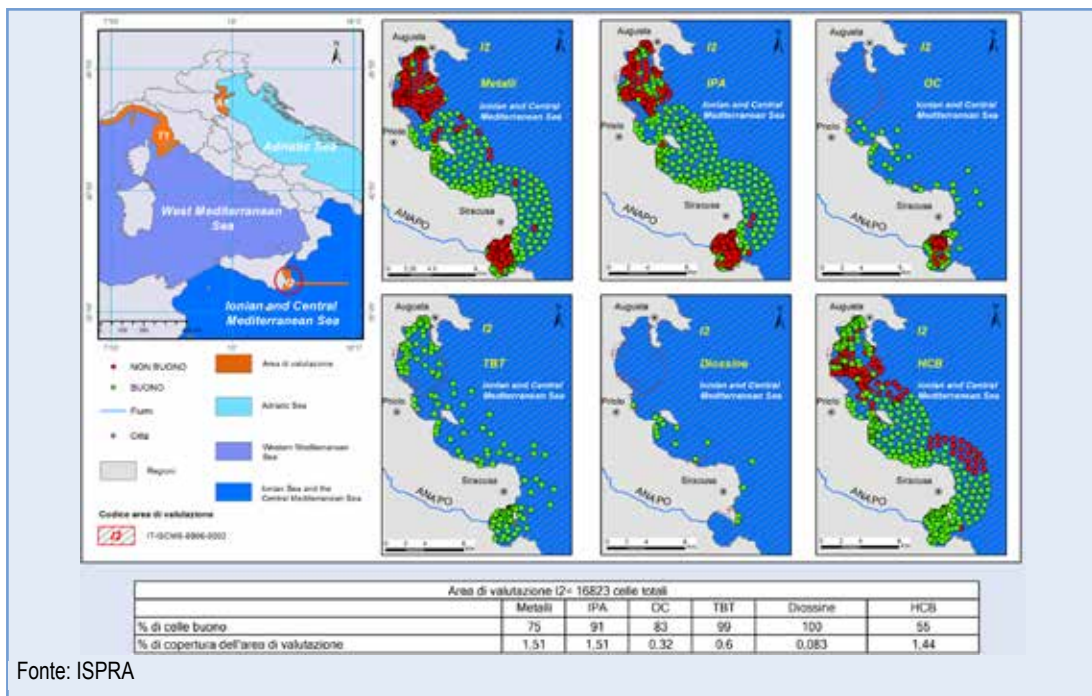 Adriatic Sea
West Mediterranean
Sea
Ionian and Central
Mediterranean Sea
TT
I2
NON BUONO
BUONO
Fiumi
Città
Regioni
Codice area di valutazione
I2
Area di valutazione
Adriatic Sea
Western Mediterranean
Sea
Ionian Sea and the
Central Mediterranean Sea
Augusta
I2
Metalli
Ionian and Central
Mediterranean Sea
Priolo
Siracusa
ANAPO
N
Augusta
I2
IPA
Ionian and Central
Mediterranean Sea
Priolo
Siracusa
ANAPO
N
Augusta
I2
OC
Ionian and Central
Mediterranean Sea
Priolo
Siracusa
ANAPO
N
Augusta
I2
TBT
Ionian and Central
Mediterranean Sea
Priolo
Siracusa
ANAPO
Augusta
I2
Diossine
Ionian and Central
Mediterranean Sea
Priolo
Siracusa
ANAPO
Augusta
I2
HCB
Ionian and Central
Mediterranean Sea
Priolo
Siracusa
ANAPO
Area di valutazione I2= 16823 celle totali
Metalli IPA OC TBT Diossine HCB
% di celle buono 75 91 83 99 100 55
% di copertura dell'area di valutazione 1,51 1,51 0,32 0,6 0,083 1,44
Fonte: ISPRA